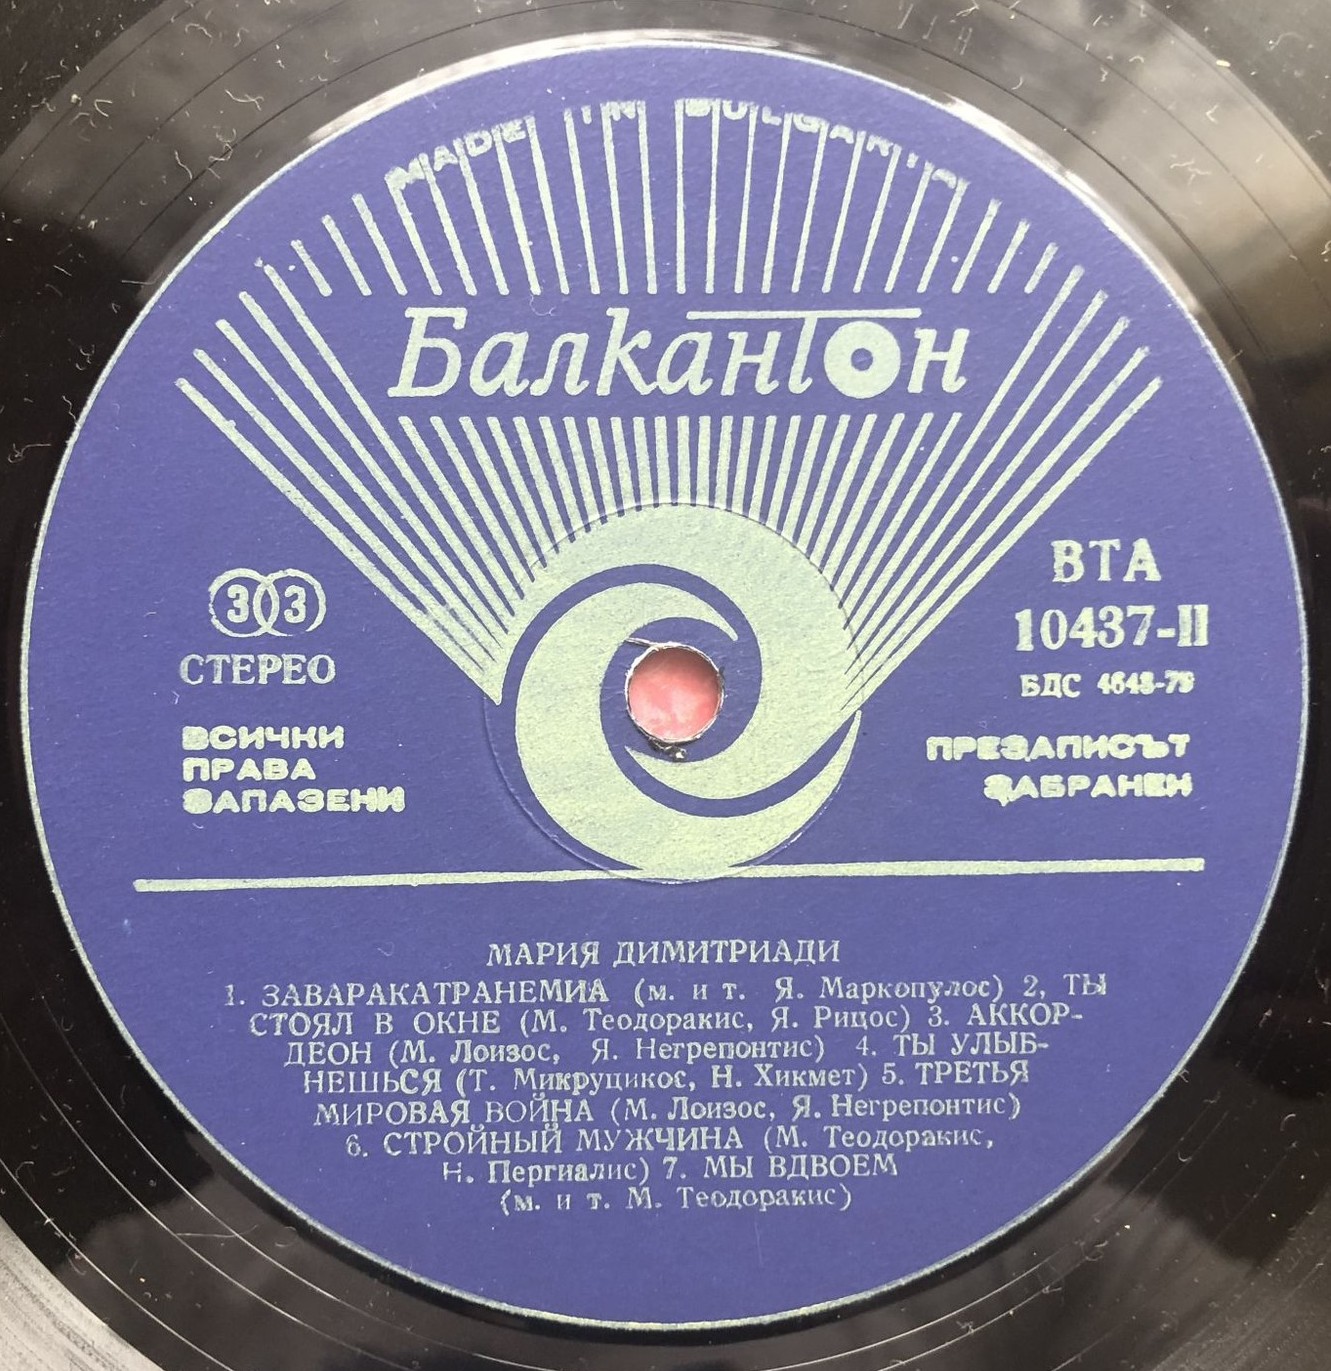 MADE IN BULGARIA
Балкантон
33
СТЕРЕО
ВСИЧКИ
ПРАВА
ЗАПАЗЕНИ
ВТА
10437-II
БДС 4643-79
ПРЕЗАПИСЪТ
ЗАБРАНЕН
МАРИЯ ДИМИТРИАДИ
1. ЗАВАРАКАТРАНЕМИА (м. и т. Я. Маркопулос) 2, ТЫ
СТОЯЛ В ОКНЕ (М. Теодоракис, Я. Рицос) 3. АККОР-
ДЕОН (М. Лоизос, Я. Негрепонтис) 4. ТЫ УЛЫБ-
НЕШЬСЯ (Т. Микруцикос, Н. Хикмет) 5. ТРЕТЬЯ
МИРОВАЯ ВОЙНА (М. Лоизос, Я. Негрепонтис)
6. СТРОЙНЫЙ МУЖЧИНА (М. Теодоракис,
Н. Пергиалис) 7. МЫ ВДВОЕМ
(м. и т. М. Теодоракис)